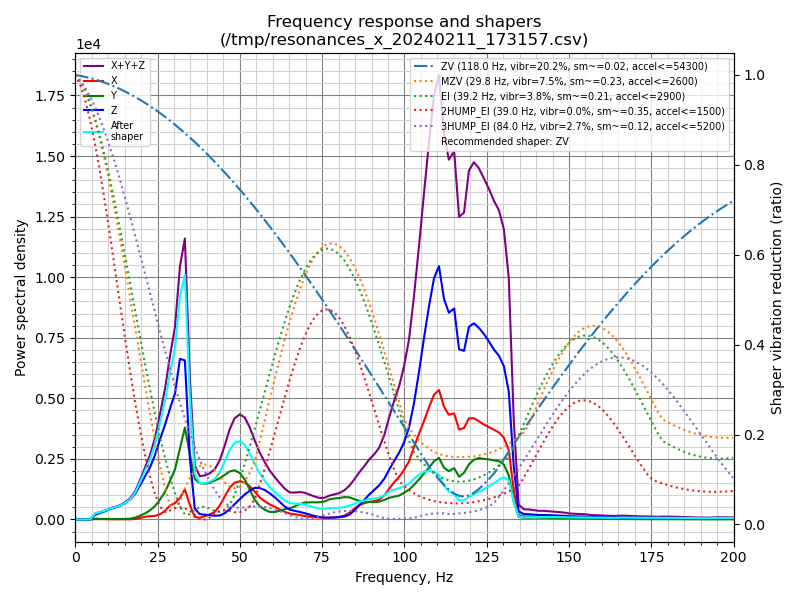 Frequency response and shapers
(/tmp/resonances_x_20240211_173157.csv)
1e4
X+Y+Z
X
Y
Z
After
shaper
ZV (118.0 Hz, vibr=20.2%, sm~=0.02, accel<=54300)
MZV (29.8 Hz, vibr=7.5%, sm~=0.23, accel<=2600)
EI (39.2 Hz, vibr=3.8%, sm~=0.21, accel<=2900)
2HUMP_EI (39.0 Hz, vibr=0.0%, sm~=0.35, accel<=1500)
3HUMP_EI (84.0 Hz, vibr=2.7%, sm~=0.12, accel<=5200)
Recommended shaper: ZV
Power spectral density
1.75
1.50
1.25
1.00
0.75
0.50
0.25
0.00
1.0
0.8
0.6
0.4
0.2
0.0
Shaper vibration reduction (ratio)
0 25 50 75 100 125 150 175 200
Frequency, Hz